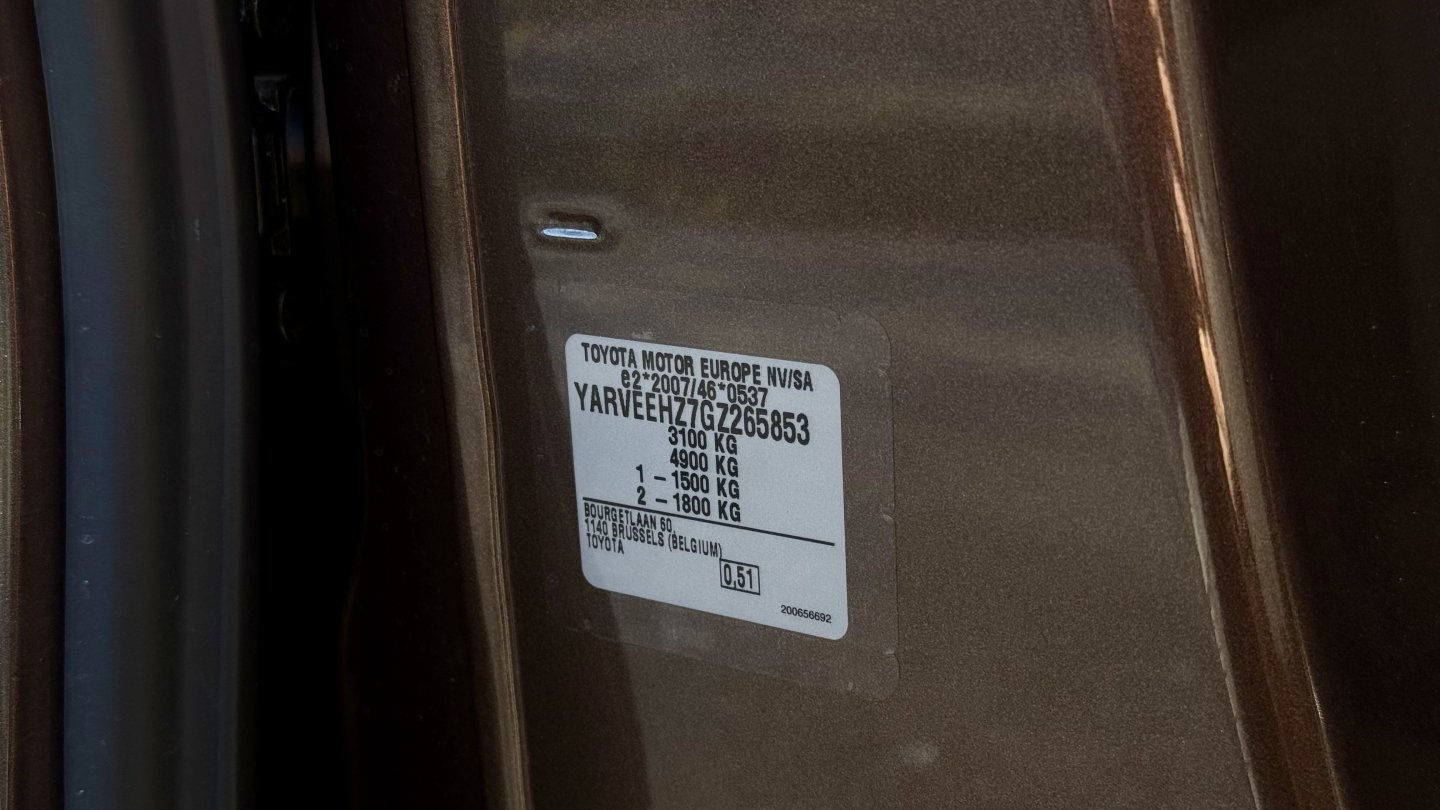 TOYOTA MOTOR EUROPE NV/SA
e2*2007/46*0537
YARVEEHZ7GZ265853
3100 KG
4900 KG
1 – 1500 KG
2 – 1800 KG
BOURGETLAAN 60,
1140 BRUSSELS (BELGIUM)
TOYOTA
0,51
200656692